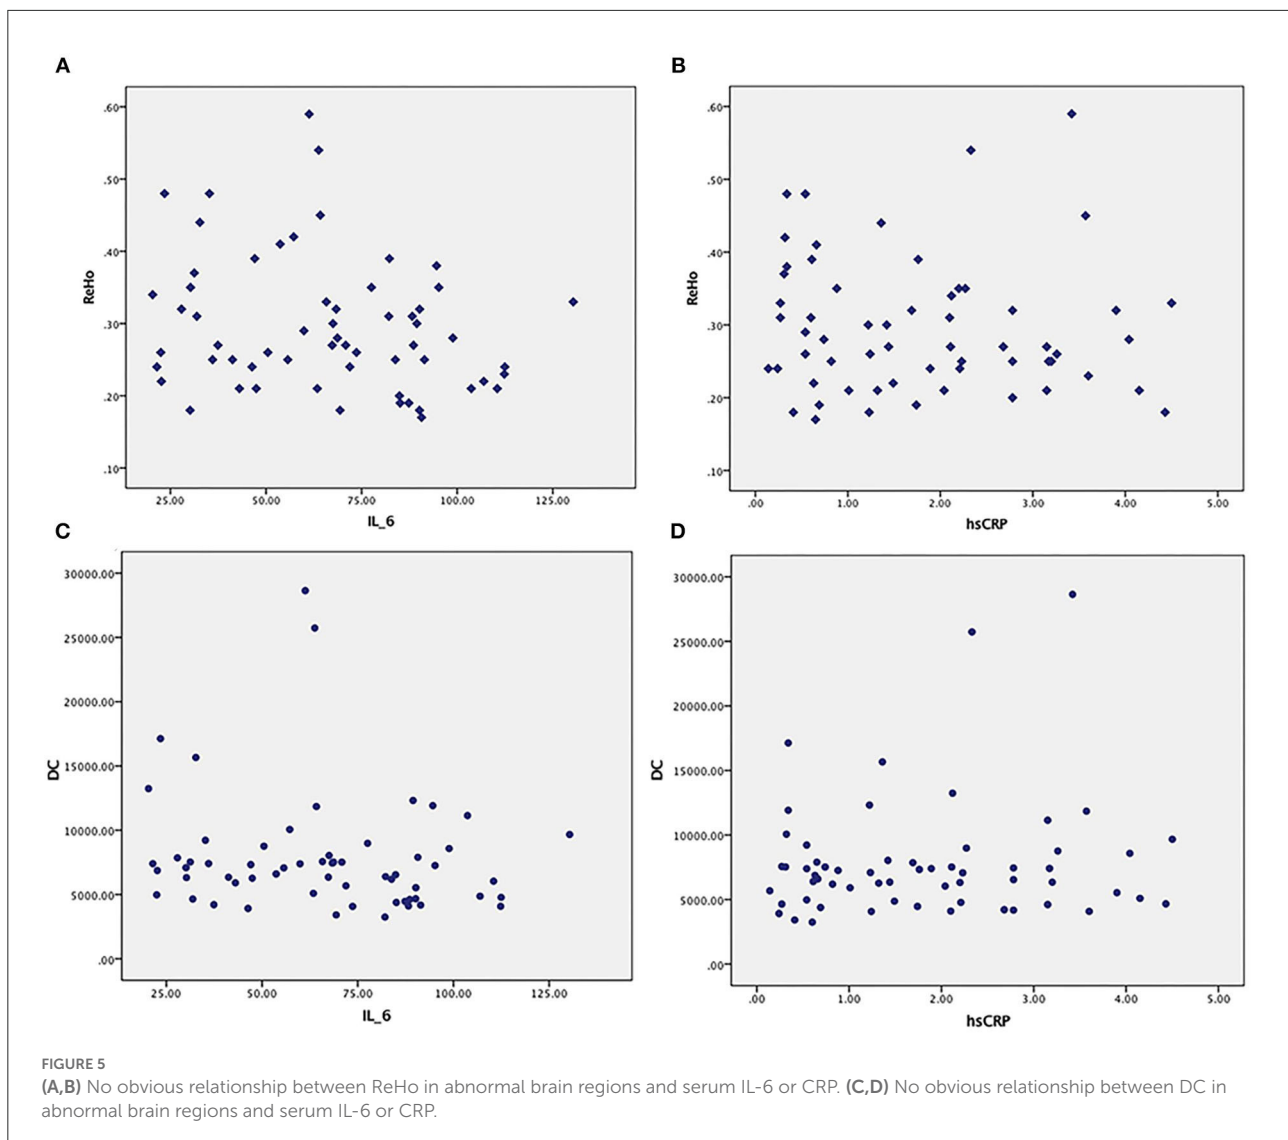 A
B
.60
.50
.40
.30
.20
.10
ReHo
25.00 50.00 75.00 100.00 125.00
IL_6
.60
.50
.40
.30
.20
.10
ReHo
.00 1.00 2.00 3.00 4.00 5.00
hsCRP
C
D
30000.00
25000.00
20000.00
15000.00
10000.00
5000.00
.00
DC
25.00 50.00 75.00 100.00 125.00
IL_6
30000.00
25000.00
20000.00
15000.00
10000.00
5000.00
.00
DC
.00 1.00 2.00 3.00 4.00 5.00
hsCRP
FIGURE 5
(A,B) No obvious relationship between ReHo in abnormal brain regions and serum IL-6 or CRP. (C,D) No obvious relationship between DC in
abnormal brain regions and serum IL-6 or CRP.